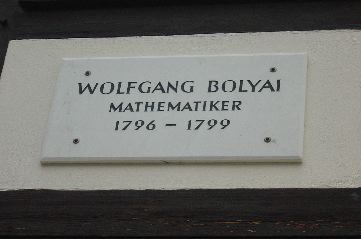 WOLFGANG BOLYAI
MATHEMATIKER
1796 – 1799